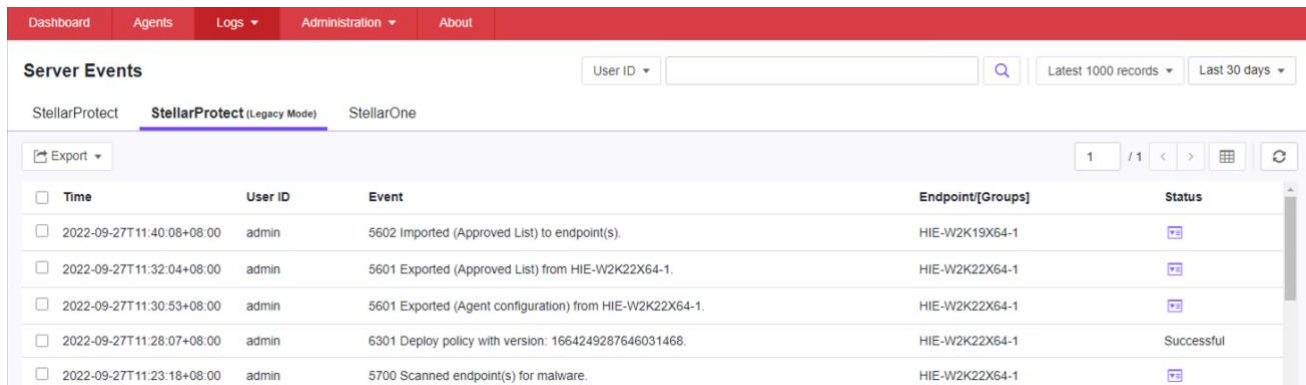 Dashboard Agents Logs Administration About
Server Events User ID Latest 1000 records Last 30 days
StellarProtect StellarProtect (Legacy Mode) StellarOne
Export 1 / 1
Time User ID Event Endpoint/[Groups] Status
2022-09-27T11:40:08+08:00 admin 5602 Imported (Approved List) to endpoint(s). HIE-W2K19X64-1
2022-09-27T11:32:04+08:00 admin 5601 Exported (Approved List) from HIE-W2K22X64-1. HIE-W2K22X64-1
2022-09-27T11:30:53+08:00 admin 5601 Exported (Agent configuration) from HIE-W2K22X64-1. HIE-W2K22X64-1
2022-09-27T11:28:07+08:00 admin 6301 Deploy policy with version: 1664249287646031468. HIE-W2K22X64-1 Successful
2022-09-27T11:23:18+08:00 admin 5700 Scanned endpoint(s) for malware. HIE-W2K22X64-1